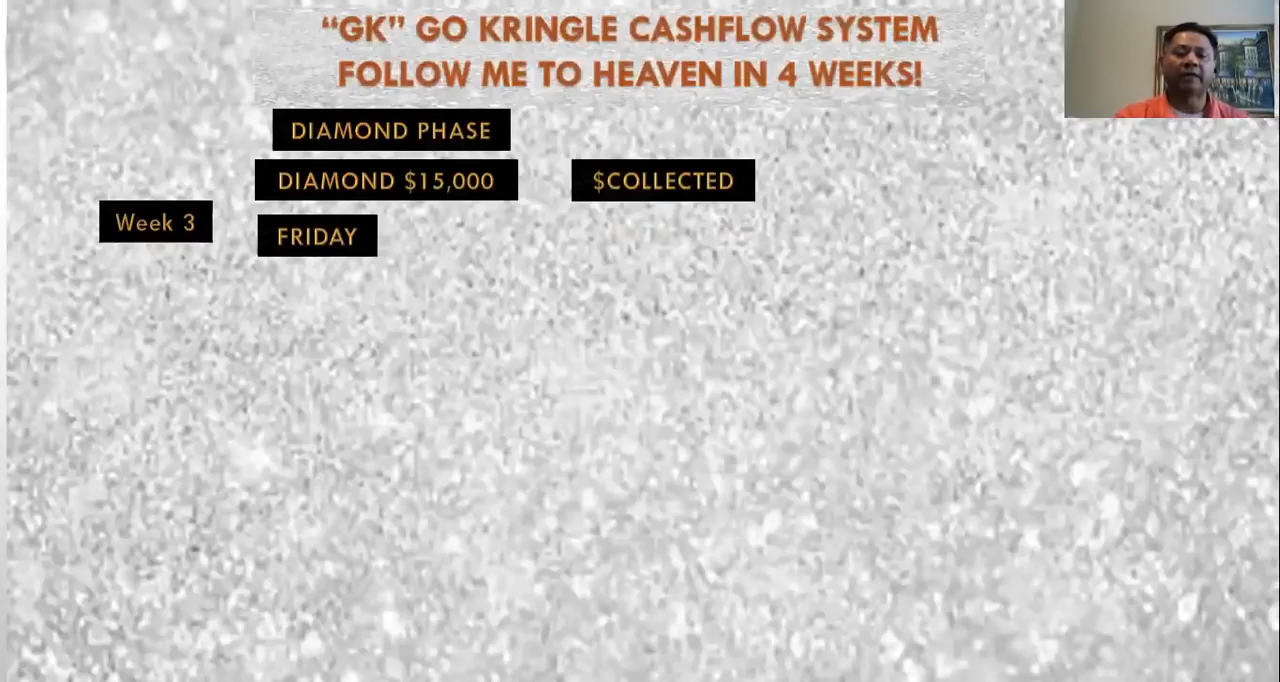 “GK” GO KRINGLE CASHFLOW SYSTEM
FOLLOW ME TO HEAVEN IN 4 WEEKS!
DIAMOND PHASE
DIAMOND $15,000 $COLLECTED
Week 3 FRIDAY